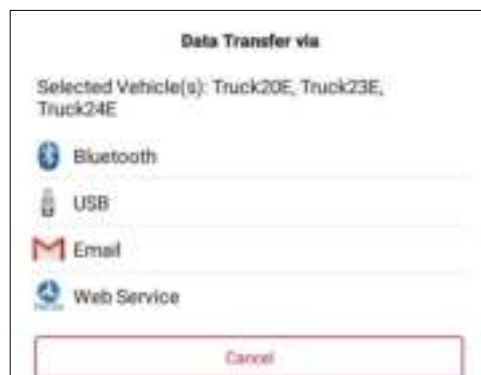 Data Transfer via
Selected Vehicle(s): Truck20E, Truck23E,
Truck24E
Bluetooth
USB
Email
Web Service
Cancel